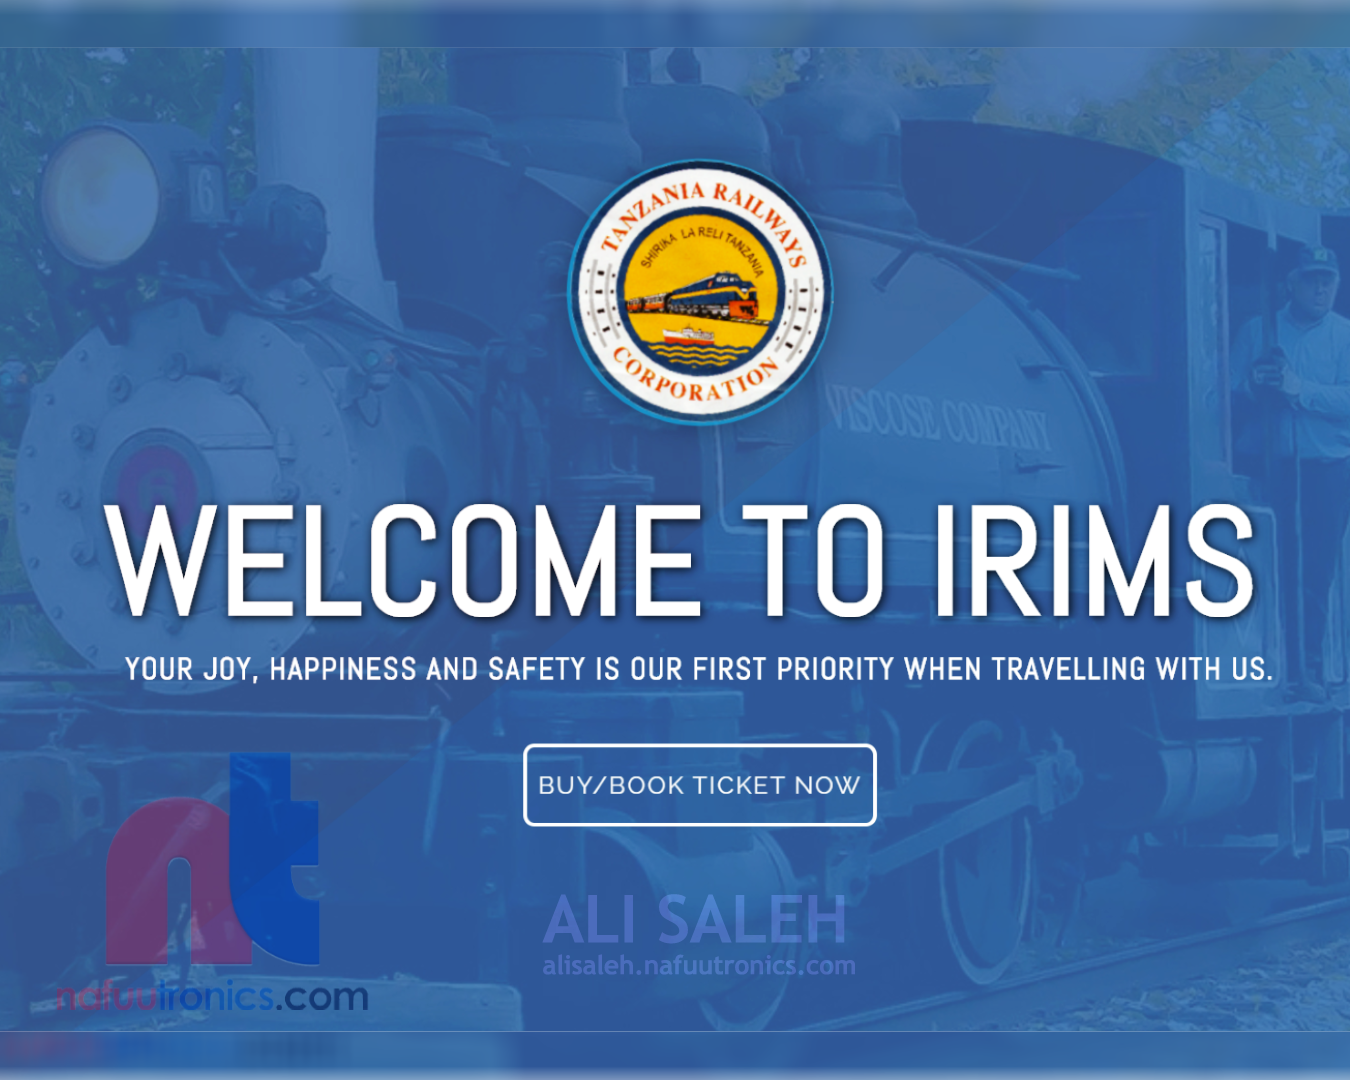 6
TANZANIA RAILWAYS
SHIRIKA LA RELI TANZANIA
CORPORATION
VISCOSE COMPANY
6
WELCOME TO IRIMS
YOUR JOY, HAPPINESS AND SAFETY IS OUR FIRST PRIORITY WHEN TRAVELLING WITH US.
BUY/BOOK TICKET NOW
nt
nafuutronics.com
ALI SALEH
alisaleh.nafuutronics.com